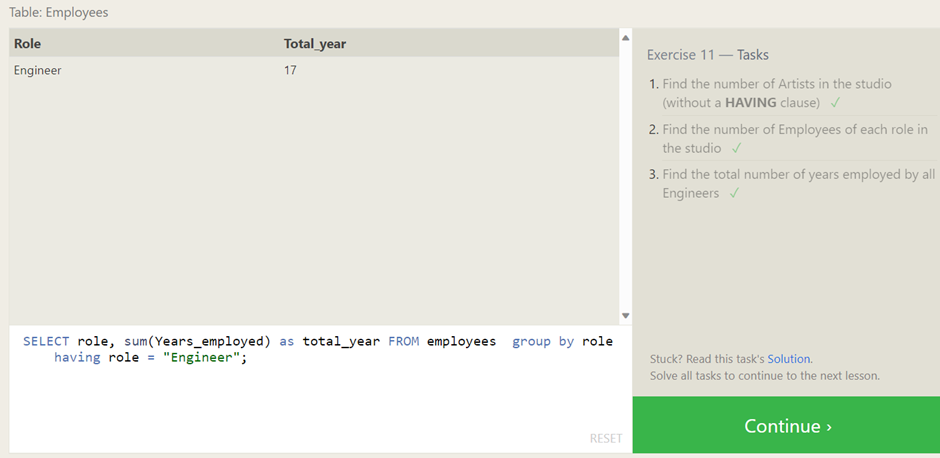 Table: Employees
Role Total_year
Engineer 17
SELECT role, sum(Years_employed) as total_year FROM employees  group by role
having role = "Engineer";
RESET
Exercise 11 — Tasks
1. Find the number of Artists in the studio
(without a HAVING clause) ✓
2. Find the number of Employees of each role in
the studio ✓
3. Find the total number of years employed by all
Engineers ✓
Stuck? Read this task's Solution.
Solve all tasks to continue to the next lesson.
Continue ›